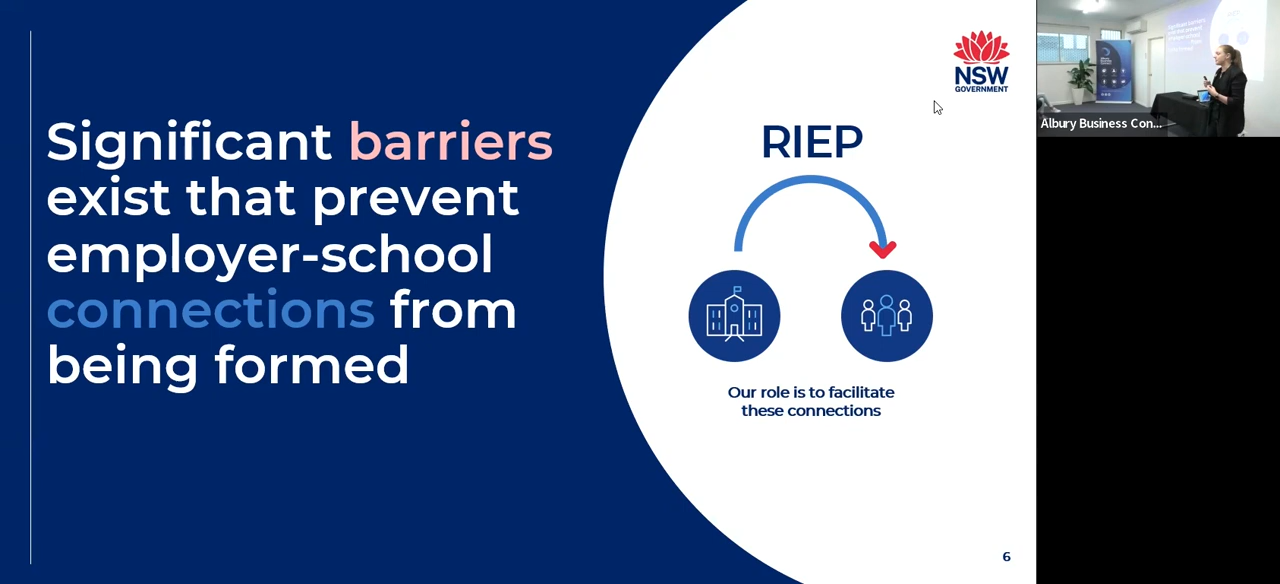 Significant barriers
exist that prevent
employer-school
connections from
being formed
NSW
GOVERNMENT
RIEP
Our role is to facilitate
these connections
6
Albury Business Con...